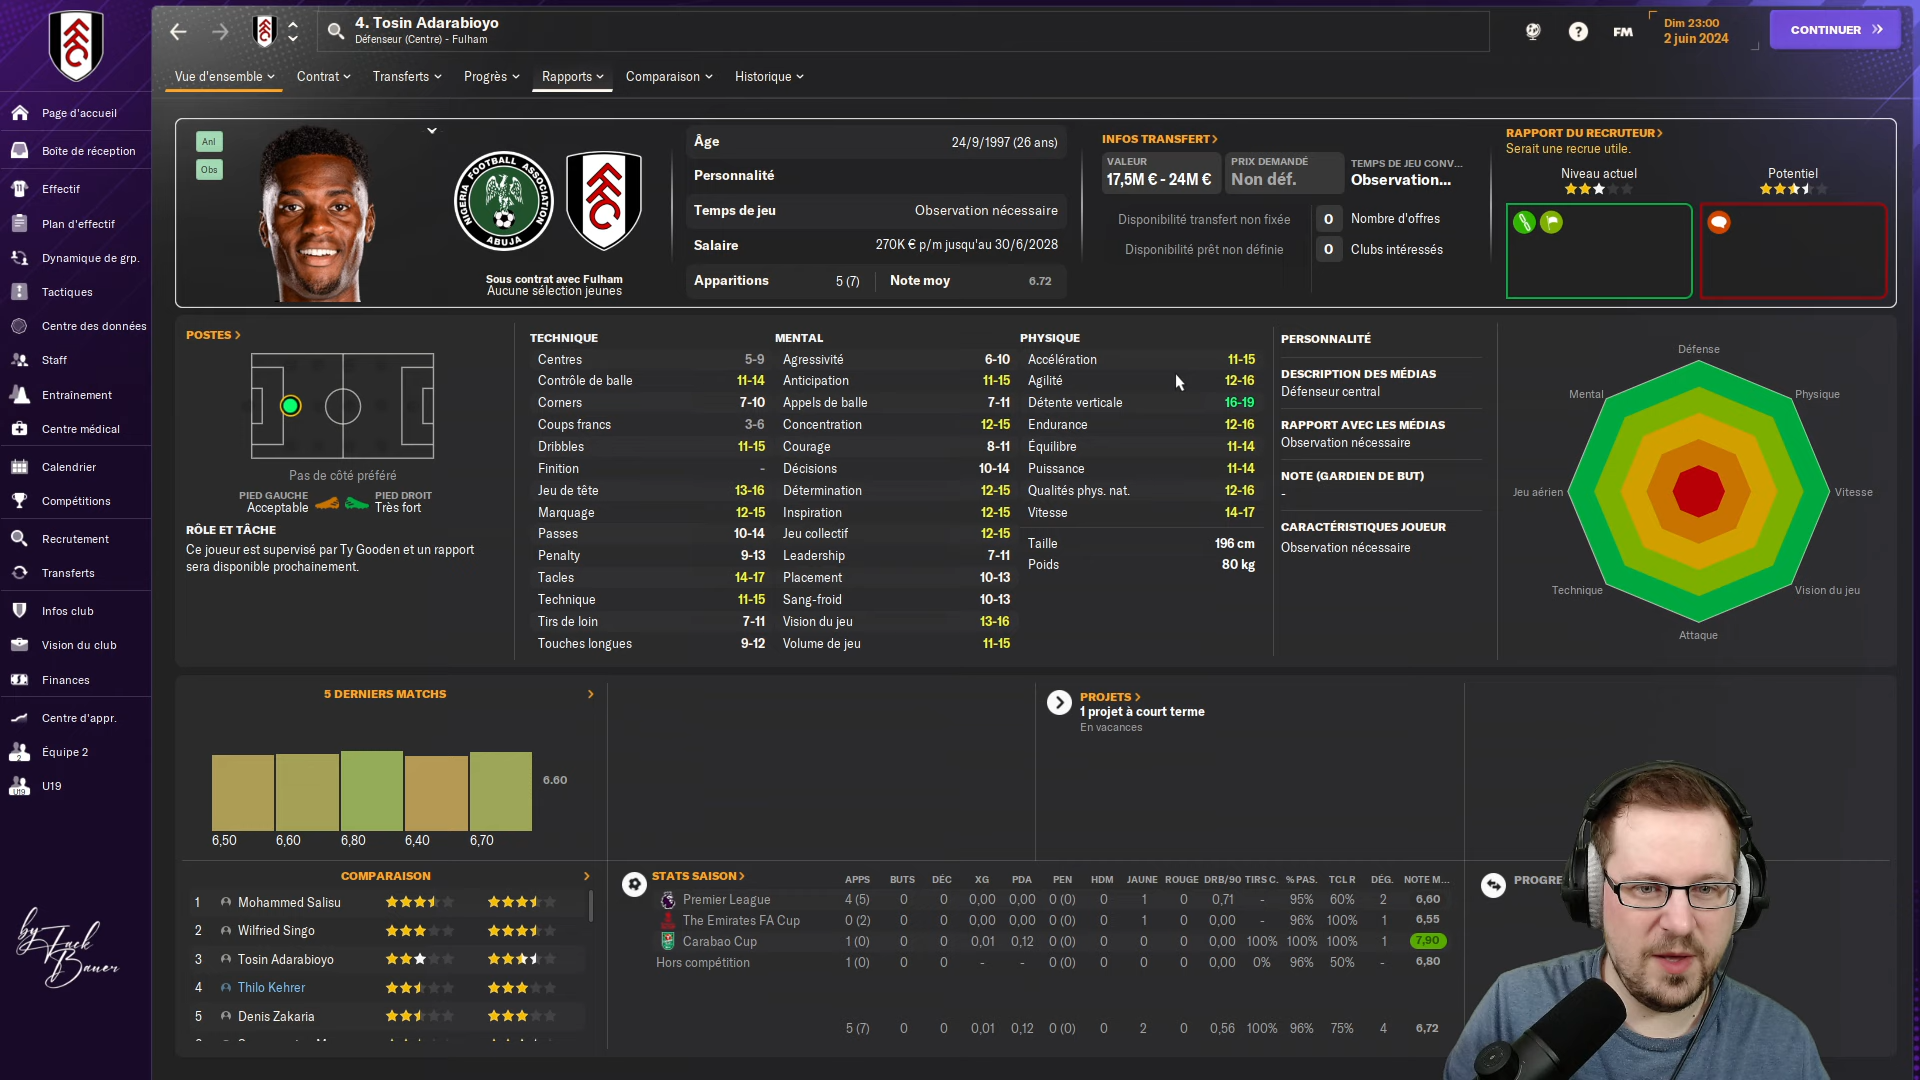 4. Tosin Adarabioyo
Défenseur (Centre) - Fulham
FM
Dim 23:00
2 juin 2024
CONTINUER
Vue d'ensemble
Contrat
Transferts
Progrès
Rapports
Comparaison
Historique
Page d'accueil
Boîte de réception
Effectif
Plan d'effectif
Dynamique de grp.
Tactiques
Centre des données
Staff
Entraînement
Centre médical
Calendrier
Compétitions
Recrutement
Transferts
Infos club
Vision du club
Finances
Centre d'appr.
Équipe 2
U19
by Zack Bauer
Anl
Obs
NIGERIA FOOTBALL ASSOCIATION
ABUJA
Sous contrat avec Fulham
Aucune sélection jeunes
Âge 24/9/1997 (26 ans)
Personnalité
Temps de jeu Observation nécessaire
Salaire 270K € p/m jusqu'au 30/6/2028
Apparitions 5 (7) Note moy 6.72
INFOS TRANSFERT
VALEUR
17,5M € - 24M €
PRIX DEMANDÉ
Non déf.
TEMPS DE JEU CONV...
Observation...
Disponibilité transfert non fixée
Disponibilité prêt non définie
0 Nombre d'offres
0 Clubs intéressés
RAPPORT DU RECRUTEUR
Serait une recrue utile.
Niveau actuel
Potentiel
POSTES
Pas de côté préféré
PIED GAUCHE
Acceptable
PIED DROIT
Très fort
RÔLE ET TÂCHE
Ce joueur est supervisé par Ty Gooden et un rapport
sera disponible prochainement.
TECHNIQUE
Centres 5-9
Contrôle de balle 11-14
Corners 7-10
Coups francs 3-6
Dribbles 11-15
Finition -
Jeu de tête 13-16
Marquage 12-15
Passes 10-14
Penalty 9-13
Tacles 14-17
Technique 11-15
Tirs de loin 7-11
Touches longues 9-12
MENTAL
Agressivité 6-10
Anticipation 11-15
Appels de balle 7-11
Concentration 12-15
Courage 8-11
Décisions 10-14
Détermination 12-15
Inspiration 12-15
Jeu collectif 12-15
Leadership 7-11
Placement 10-13
Sang-froid 10-13
Vision du jeu 13-16
Volume de jeu 11-15
PHYSIQUE
Accélération 11-15
Agilité 12-16
Détente verticale 16-19
Endurance 12-16
Équilibre 11-14
Puissance 11-14
Qualités phys. nat. 12-16
Vitesse 14-17
Taille 196 cm
Poids 80 kg
PERSONNALITÉ
DESCRIPTION DES MÉDIAS
Défenseur central
RAPPORT AVEC LES MÉDIAS
Observation nécessaire
NOTE (GARDIEN DE BUT)
-
CARACTÉRISTIQUES JOUEUR
Observation nécessaire
Défense
Mental
Physique
Jeu aérien
Vitesse
Technique
Vision du jeu
Attaque
5 DERNIERS MATCHS
6.60
6,50 6,60 6,80 6,40 6,70
PROJETS
1 projet à court terme
En vacances
COMPARAISON
1 Mohammed Salisu
2 Wilfried Singo
3 Tosin Adarabioyo
4 Thilo Kehrer
5 Denis Zakaria
STATS SAISON APPS BUTS DÉC XG PDA PEN HDM JAUNE ROUGE DRB/90 TIRS C. % PAS. TCL R DÉG. NOTE M...
Premier League 4 (5) 0 0 0,00 0,00 0 (0) 0 1 0 0,71 - 95% 60% 2 6,60
The Emirates FA Cup 0 (2) 0 0 0,00 0,00 0 (0) 0 1 0 0,00 - 96% 100% 1 6,55
Carabao Cup 1 (0) 0 0 0,01 0,12 0 (0) 0 0 0 0,00 100% 100% 100% 1 7,90
Hors compétition 1 (0) 0 0 - - 0 (0) 0 0 0 0,00 0% 96% 50% - 6,80
5 (7) 0 0 0,01 0,12 0 (0) 0 2 0 0,56 100% 96% 75% 4 6,72